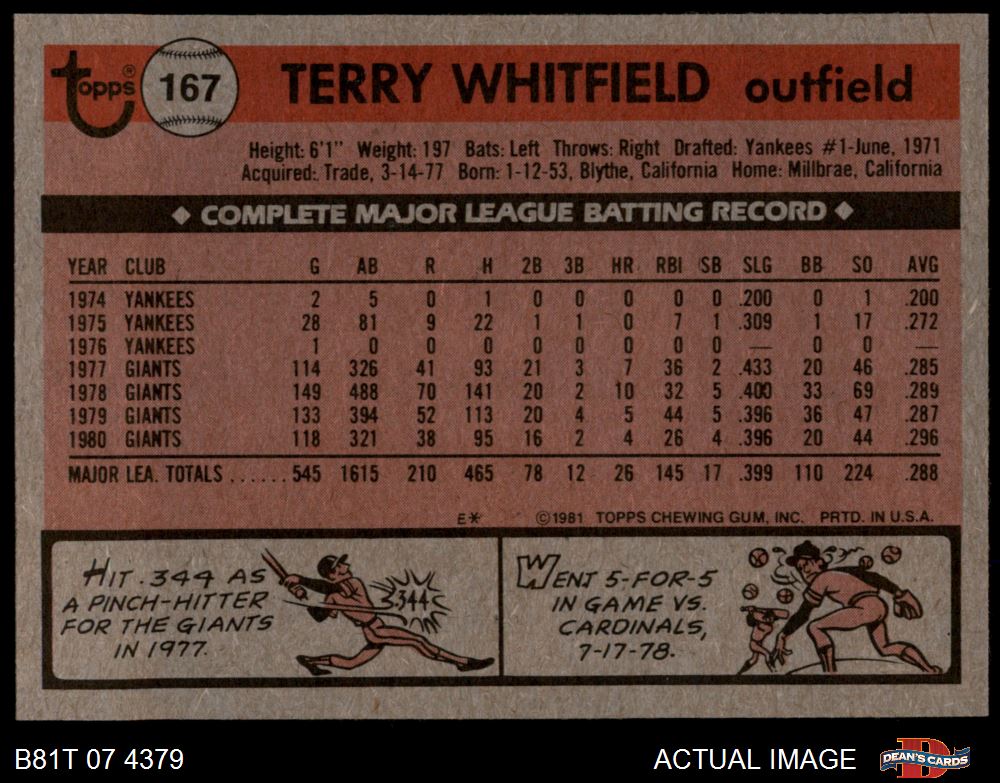 topps® 167 TERRY WHITFIELD outfield
Height: 6'1" Weight: 197 Bats: Left Throws: Right Drafted: Yankees #1-June, 1971
Acquired: Trade, 3-14-77 Born: 1-12-53, Blythe, California Home: Millbrae, California
◆ COMPLETE MAJOR LEAGUE BATTING RECORD ◆
YEAR CLUB G AB R H 2B 3B HR RBI SB SLG BB SO AVG
1974 YANKEES 2 5 0 1 0 0 0 0 0 .200 0 1 .200
1975 YANKEES 28 81 9 22 1 1 0 7 1 .309 1 17 .272
1976 YANKEES 1 0 0 0 0 0 0 0 0 — 0 0 —
1977 GIANTS 114 326 41 93 21 3 7 36 2 .433 20 46 .285
1978 GIANTS 149 488 70 141 20 2 10 32 5 .400 33 69 .289
1979 GIANTS 133 394 52 113 20 4 5 44 5 .396 36 47 .287
1980 GIANTS 118 321 38 95 16 2 4 26 4 .396 20 44 .296
MAJOR LEA. TOTALS ...... 545 1615 210 465 78 12 26 145 17 .399 110 224 .288
E* ©1981 TOPPS CHEWING GUM, INC. PRTD. IN U.S.A.
HIT .344 AS
A PINCH-HITTER
FOR THE GIANTS
IN 1977.
.344
WENT 5-FOR-5
IN GAME VS.
CARDINALS,
7-17-78.
B81T 07 4379 ACTUAL IMAGE DEAN'S CARDS